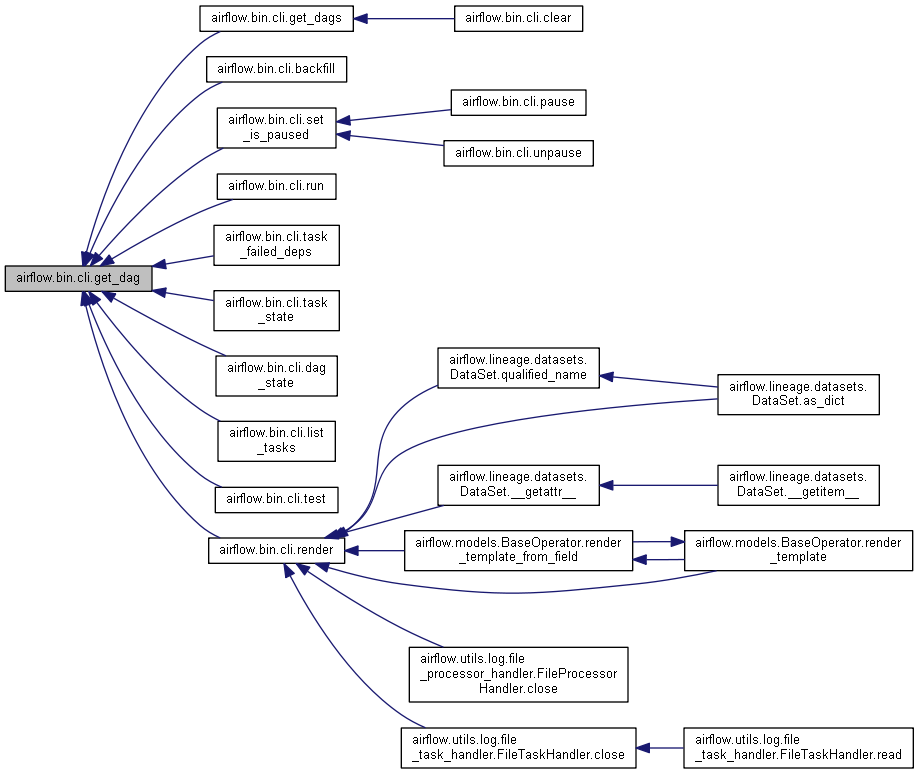 airflow.bin.cli.get_dags
airflow.bin.cli.clear
airflow.bin.cli.backfill
airflow.bin.cli.set
_is_paused
airflow.bin.cli.pause
airflow.bin.cli.unpause
airflow.bin.cli.run
airflow.bin.cli.task
_failed_deps
airflow.bin.cli.get_dag
airflow.bin.cli.task
_state
airflow.bin.cli.dag
_state
airflow.lineage.datasets.
DataSet.qualified_name
airflow.lineage.datasets.
DataSet.as_dict
airflow.bin.cli.list
_tasks
airflow.lineage.datasets.
DataSet.__getattr__
airflow.lineage.datasets.
DataSet.__getitem__
airflow.bin.cli.test
airflow.bin.cli.render
airflow.models.BaseOperator.render
_template_from_field
airflow.models.BaseOperator.render
_template
airflow.utils.log.file
_processor_handler.FileProcessor
Handler.close
airflow.utils.log.file
_task_handler.FileTaskHandler.close
airflow.utils.log.file
_task_handler.FileTaskHandler.read